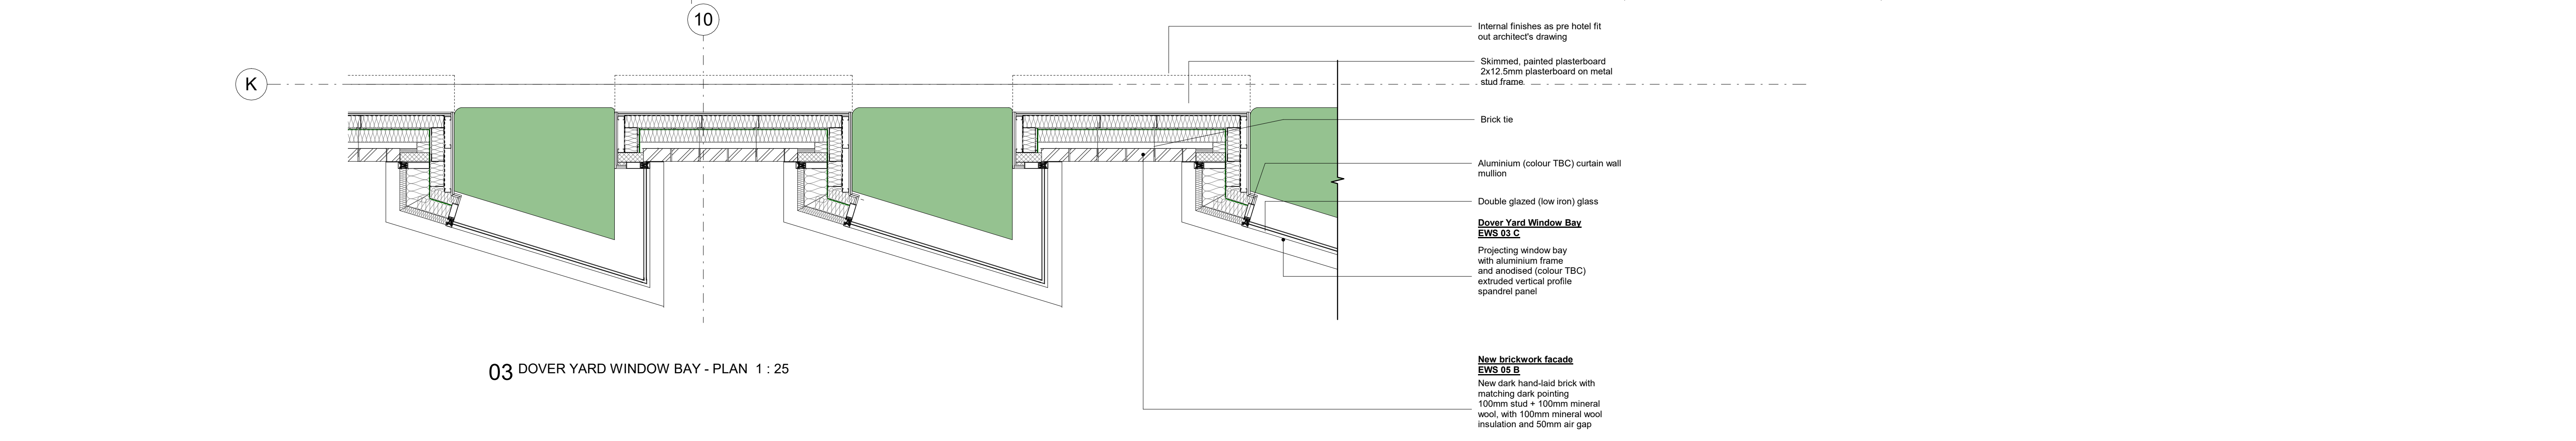 10
K
Internal finishes as pre hotel fit
out architect's drawing
Skimmed, painted plasterboard
2x12.5mm plasterboard on metal
stud frame
Brick tie
Aluminium (colour TBC) curtain wall
mullion
Double glazed (low iron) glass
Dover Yard Window Bay
EWS 03 C
Projecting window bay
with aluminium frame
and anodised (colour TBC)
extruded vertical profile
spandrel panel
New brickwork facade
EWS 05 B
New dark hand-laid brick with
matching dark pointing
100mm stud + 100mm mineral
wool, with 100mm mineral wool
insulation and 50mm air gap
03 DOVER YARD WINDOW BAY - PLAN 1 : 25